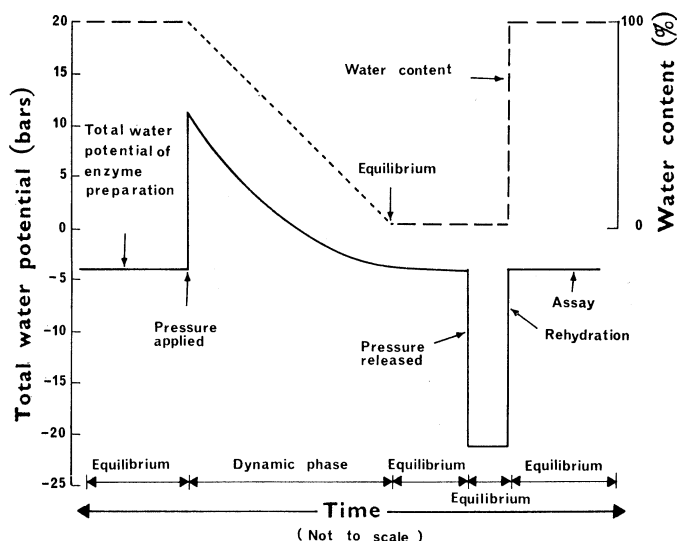 20
15
10
5
0
−5
−10
−15
−20
−25
Total water potential (bars)
100
0
Water content (%)
Total water
potential of
enzyme
preparation
Water content
Equilibrium
Pressure
applied
Pressure
released
Assay
Rehydration
Equilibrium
Dynamic phase
Equilibrium
Equilibrium
Equilibrium
Time
( Not to scale )